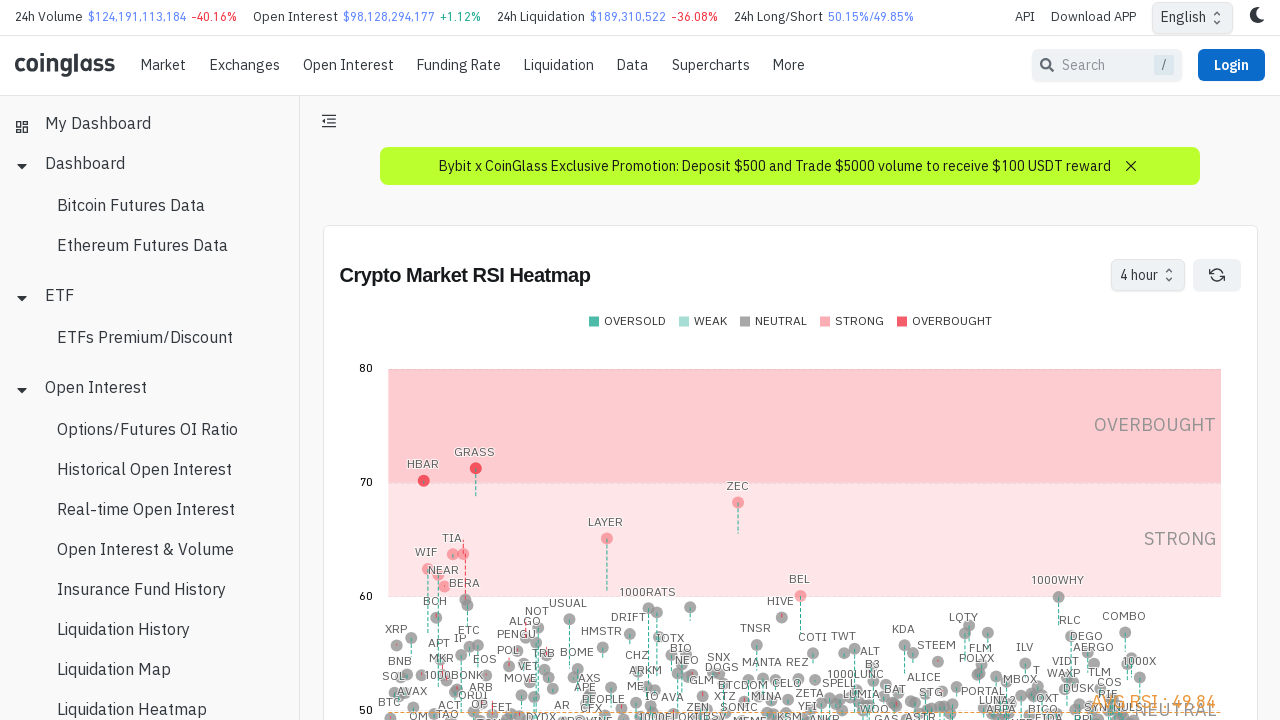 24h Volume $124,191,113,184 -40.16% Open Interest $98,128,294,177 +1.12% 24h Liquidation $189,310,522 -36.08% 24h Long/Short 50.15%/49.85% API Download APP English
coinglass Market Exchanges Open Interest Funding Rate Liquidation Data Supercharts More Search / Login
My Dashboard
Dashboard
Bitcoin Futures Data
Ethereum Futures Data
ETF
ETFs Premium/Discount
Open Interest
Options/Futures OI Ratio
Historical Open Interest
Real-time Open Interest
Open Interest & Volume
Insurance Fund History
Liquidation History
Liquidation Map
Liquidation Heatmap
Bybit x CoinGlass Exclusive Promotion: Deposit $500 and Trade $5000 volume to receive $100 USDT reward
Crypto Market RSI Heatmap 4 hour
OVERSOLD WEAK NEUTRAL STRONG OVERBOUGHT
80
OVERBOUGHT
GRASS
HBAR
70
ZEC
LAYER
STRONG
TIA
WIF
NEAR
BERA
BEL
1000WHY
60
1000RATS
BCH
USUAL
HIVE
NOT
DRIFT
LQTY
COMBO
ALGO
RLC
XRP
ETC
PENGU
HMSTR
TNSR
KDA
IP
IOTX
COTI
TWT
DEGO
APT
STEEM
AERGO
POL
BIO
ALT
FLM
ILV
BNB
MKR
EOS
TRB
BOME
CHZ
NEO
SNX
MANTA
REZ
B3
POLYX
VIDT
1000X
SOL
1000BONK
VET
MOVE
AXS
ARKM
DOGS
GLM
1000LUNC
ALICE
MBOX
T
WAXP
TLM
AVAX
ARB
ORDI
APE
BTCDOM
CELO
SPELL
BAT
STG
PORTAL
DUSK
COS
BTC
ACT
OP
FET
AR
PEOPLE
ME
IO
AVA
XTZ
MINA
ZETA
LUMIA
LUNA2
OXT
RIF
CFX
ZEN
$SONIC
YFI
WOO
BICO
50
OM
TAO
DYDX
KSM
GAS
ASTR
AVG RSI : 49.84
NEUTRAL